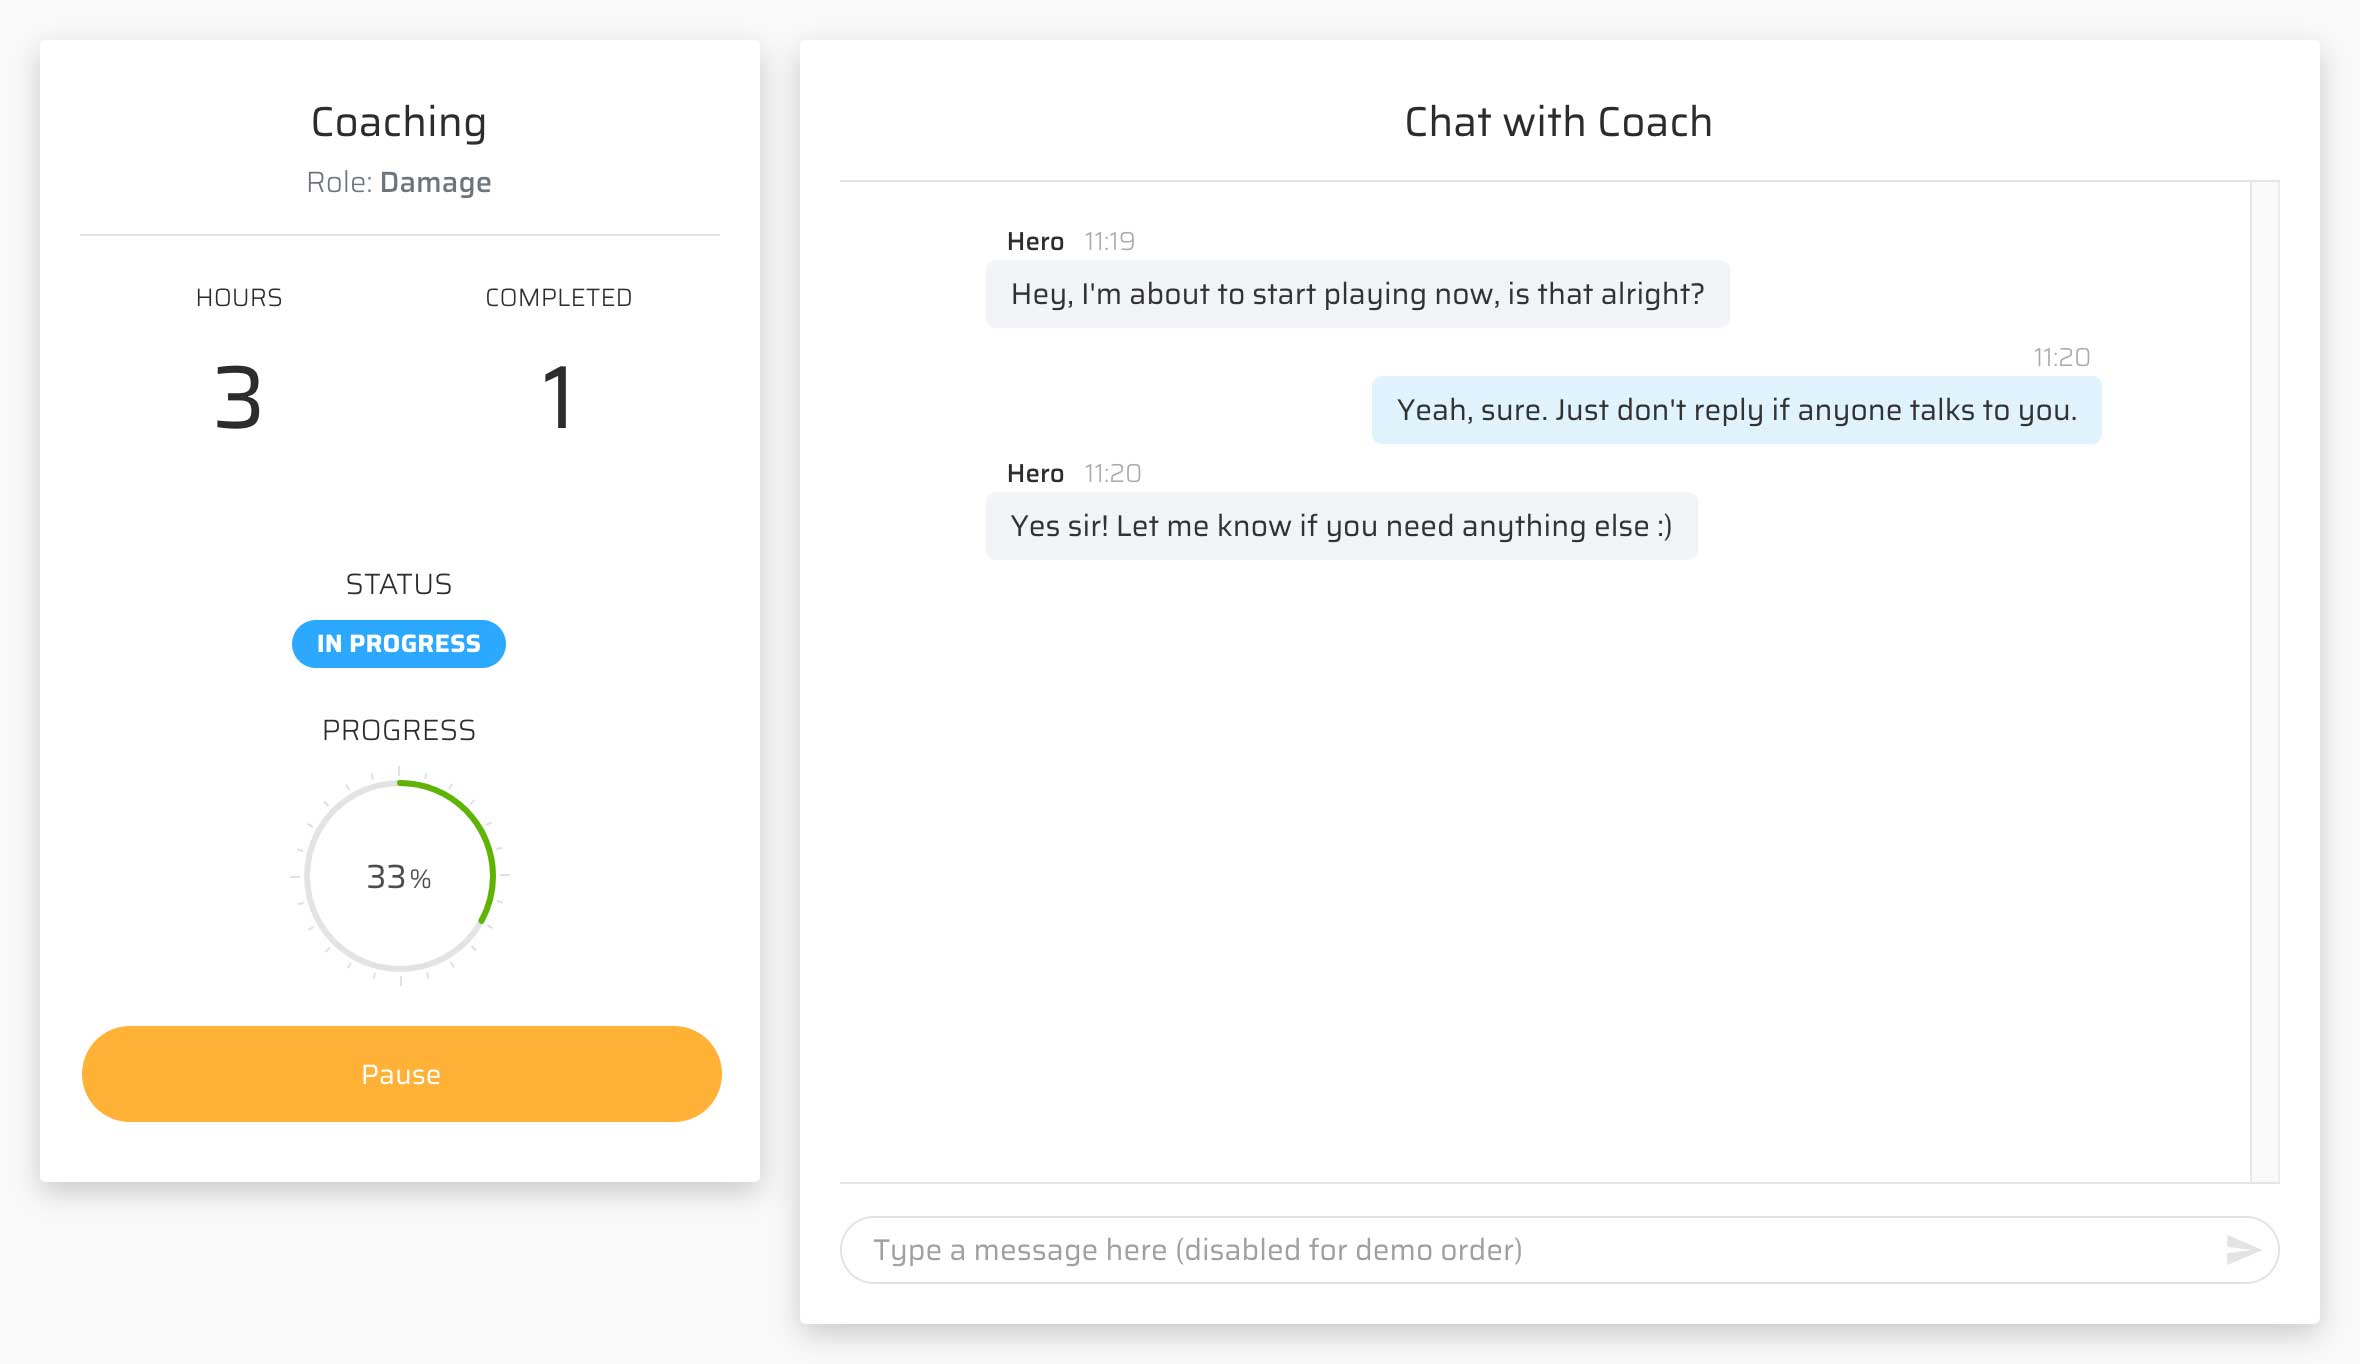 Coaching
Role: Damage
HOURS
COMPLETED
3
1
STATUS
IN PROGRESS
PROGRESS
33%
Pause
Chat with Coach
Hero 11:19
Hey, I'm about to start playing now, is that alright?
11:20
Yeah, sure. Just don't reply if anyone talks to you.
Hero 11:20
Yes sir! Let me know if you need anything else :)
Type a message here (disabled for demo order)